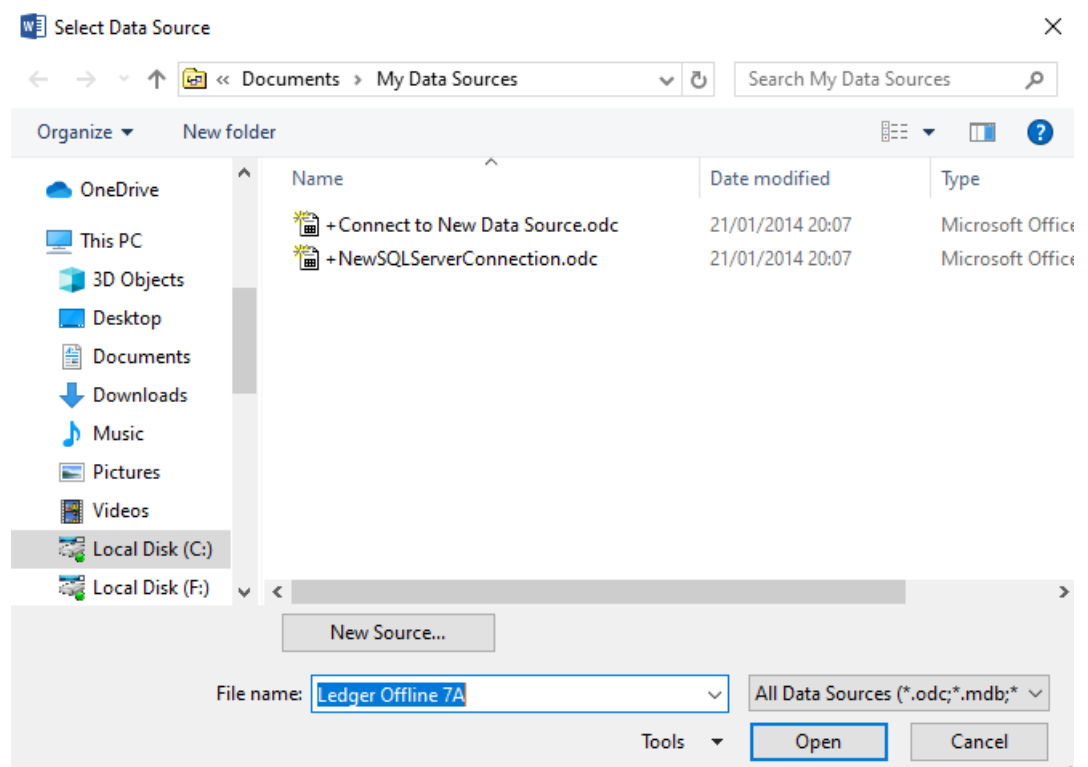 Select Data Source
« Documents › My Data Sources
Search My Data Sources
Organize
New folder
Name
Date modified
Type
OneDrive
This PC
3D Objects
Desktop
Documents
Downloads
Music
Pictures
Videos
Local Disk (C:)
Local Disk (F:)
+Connect to New Data Source.odc 21/01/2014 20:07 Microsoft Office
+NewSQLServerConnection.odc 21/01/2014 20:07 Microsoft Office
New Source...
File name: Ledger Offline 7A
All Data Sources (*.odc;*.mdb;*
Tools
Open
Cancel